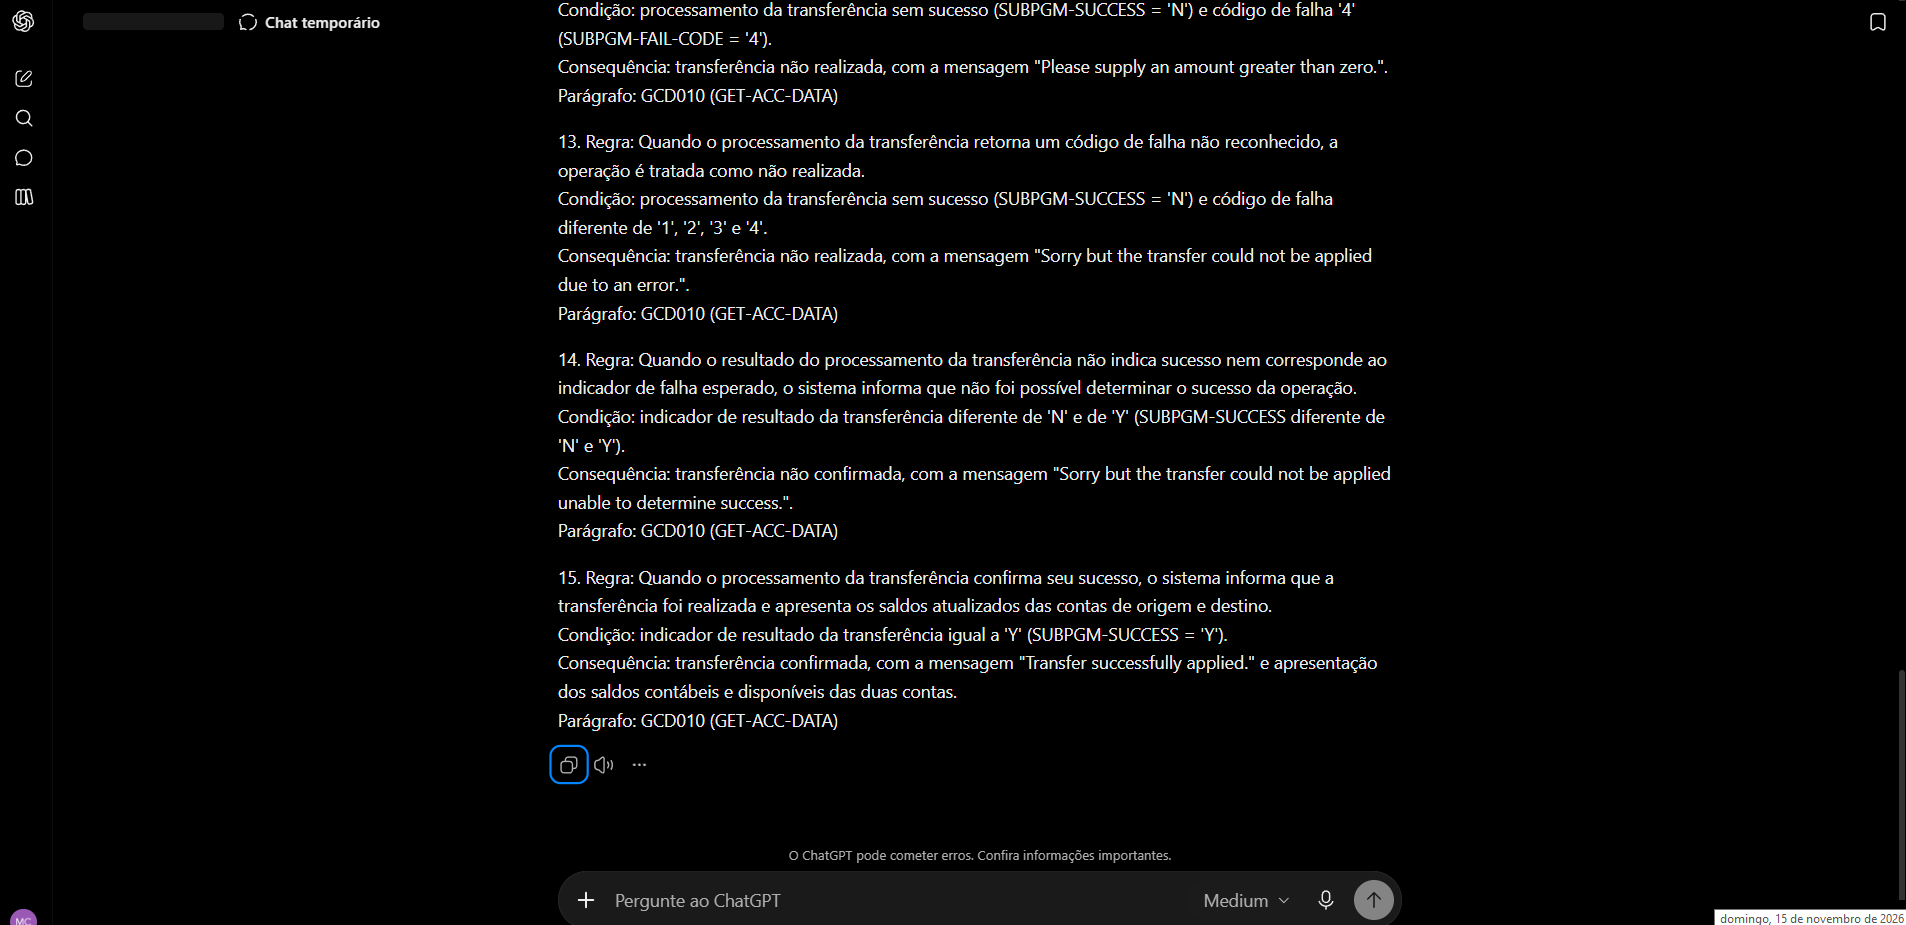 Chat temporário
Condição: processamento da transferência sem sucesso (SUBPGM-SUCCESS = 'N') e código de falha '4'
(SUBPGM-FAIL-CODE = '4').
Consequência: transferência não realizada, com a mensagem "Please supply an amount greater than zero.".
Parágrafo: GCD010 (GET-ACC-DATA)
13. Regra: Quando o processamento da transferência retorna um código de falha não reconhecido, a
operação é tratada como não realizada.
Condição: processamento da transferência sem sucesso (SUBPGM-SUCCESS = 'N') e código de falha
diferente de '1', '2', '3' e '4'.
Consequência: transferência não realizada, com a mensagem "Sorry but the transfer could not be applied
due to an error.".
Parágrafo: GCD010 (GET-ACC-DATA)
14. Regra: Quando o resultado do processamento da transferência não indica sucesso nem corresponde ao
indicador de falha esperado, o sistema informa que não foi possível determinar o sucesso da operação.
Condição: indicador de resultado da transferência diferente de 'N' e de 'Y' (SUBPGM-SUCCESS diferente de
'N' e 'Y').
Consequência: transferência não confirmada, com a mensagem "Sorry but the transfer could not be applied
unable to determine success.".
Parágrafo: GCD010 (GET-ACC-DATA)
15. Regra: Quando o processamento da transferência confirma seu sucesso, o sistema informa que a
transferência foi realizada e apresenta os saldos atualizados das contas de origem e destino.
Condição: indicador de resultado da transferência igual a 'Y' (SUBPGM-SUCCESS = 'Y').
Consequência: transferência confirmada, com a mensagem "Transfer successfully applied." e apresentação
dos saldos contábeis e disponíveis das duas contas.
Parágrafo: GCD010 (GET-ACC-DATA)
O ChatGPT pode cometer erros. Confira informações importantes.
Pergunte ao ChatGPT
Medium
MC
domingo, 15 de novembro de 2026